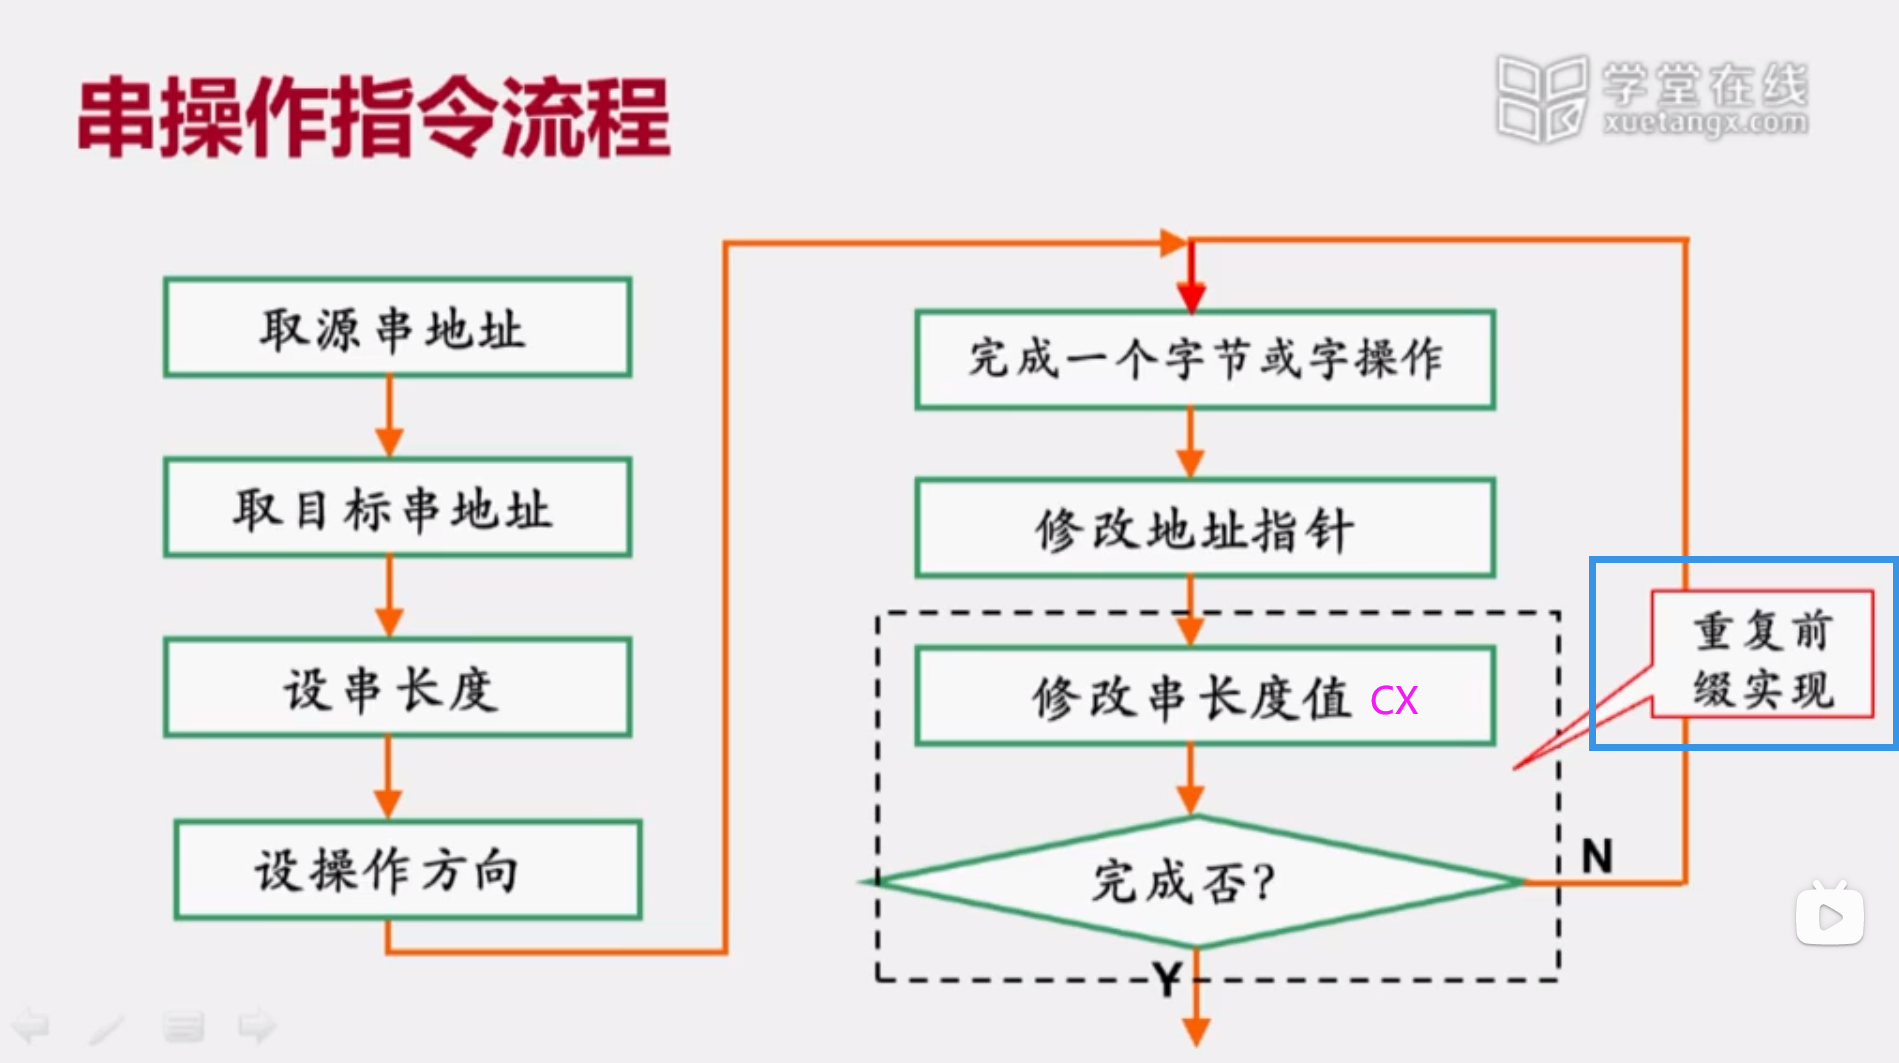 串操作指令流程
学堂在线
xuetangx.com
取源串地址
取目标串地址
设串长度
设操作方向
完成一个字节或字操作
修改地址指针
修改串长度值 CX
完成否?
N
Y
重复前
缀实现